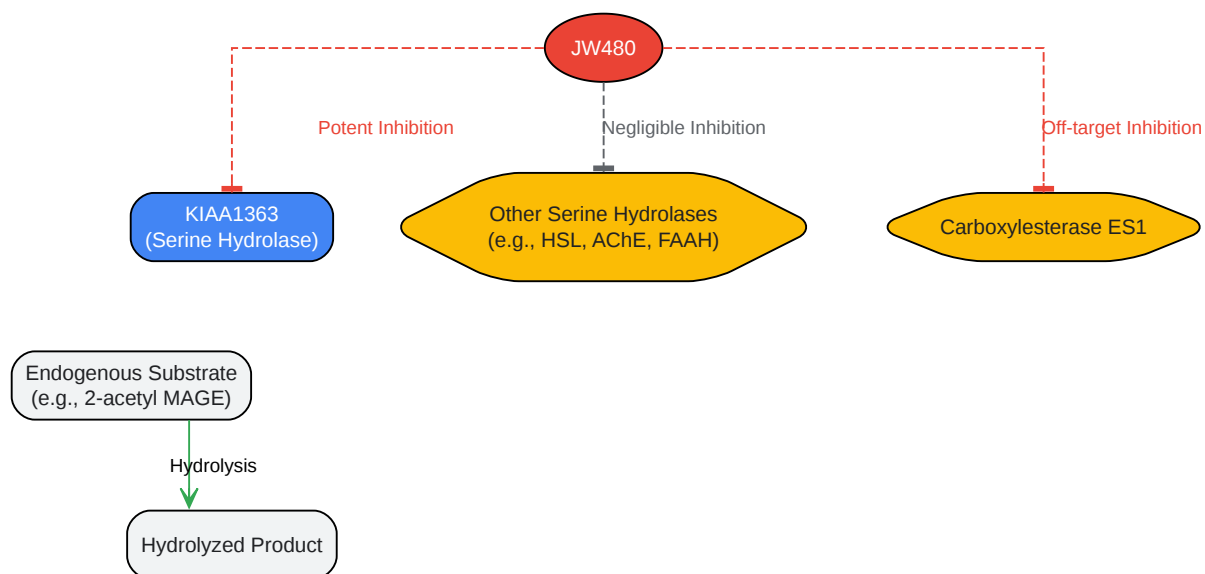 JW480
Potent Inhibition
Negligible Inhibition
Off-target Inhibition
KIAA1363
(Serine Hydrolase)
Other Serine Hydrolases
(e.g., HSL, AChE, FAAH)
Carboxylesterase ES1
Endogenous Substrate
(e.g., 2-acetyl MAGE)
Hydrolysis
Hydrolyzed Product